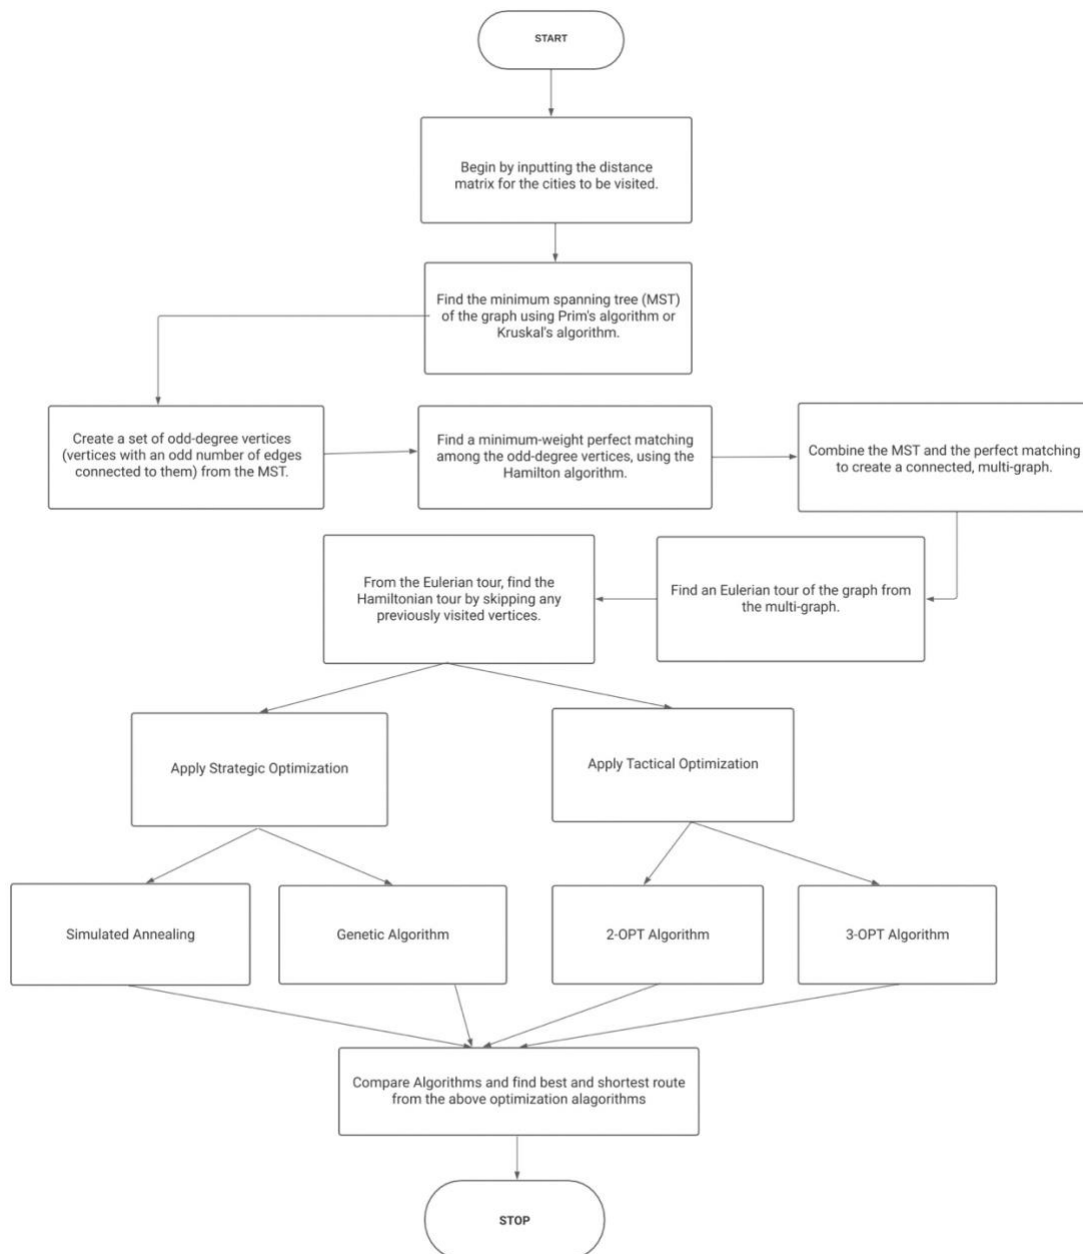 START
Begin by inputting the distance
matrix for the cities to be visited.
Find the minimum spanning tree (MST)
of the graph using Prim's algorithm or
Kruskal's algorithm.
Create a set of odd-degree vertices
(vertices with an odd number of edges
connected to them) from the MST.
Find a minimum-weight perfect matching
among the odd-degree vertices, using the
Hamilton algorithm.
Combine the MST and the perfect matching
to create a connected, multi-graph.
From the Eulerian tour, find the
Hamiltonian tour by skipping any
previously visited vertices.
Find an Eulerian tour of the graph from
the multi-graph.
Apply Strategic Optimization
Apply Tactical Optimization
Simulated Annealing
Genetic Algorithm
2-OPT Algorithm
3-OPT Algorithm
Compare Algorithms and find best and shortest route
from the above optimization alagorithms
STOP